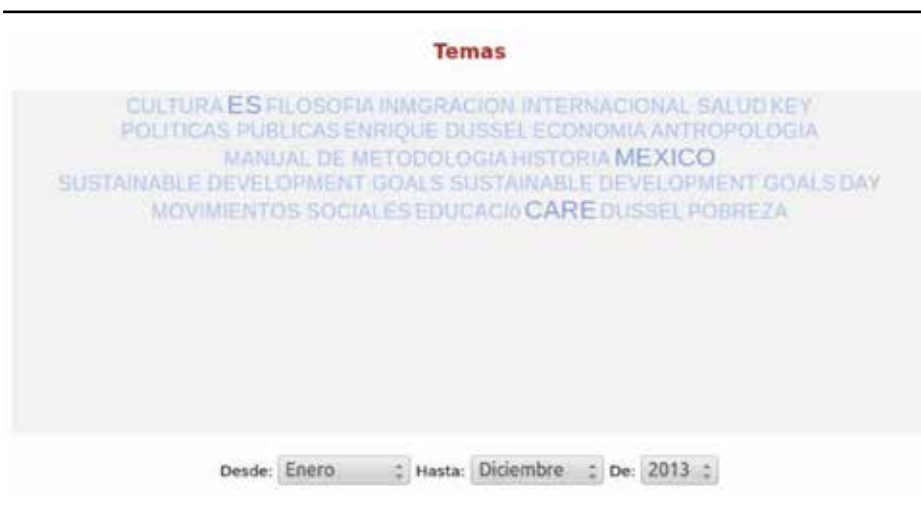 Temas
CULTURA ES FILOSOFIA INMGRACION INTERNACIONAL SALUD KEY
POLITICAS PUBLICAS ENRIQUE DUSSEL ECONOMIA ANTROPOLOGIA
MANUAL DE METODOLOGIA HISTORIA MEXICO
SUSTAINABLE DEVELOPMENT GOALS SUSTAINABLE DEVELOPMENT GOALS DAY
MOVIMIENTOS SOCIALES EDUCACIó CARE DUSSEL POBREZA
Desde: Enero Hasta: Diciembre De: 2013